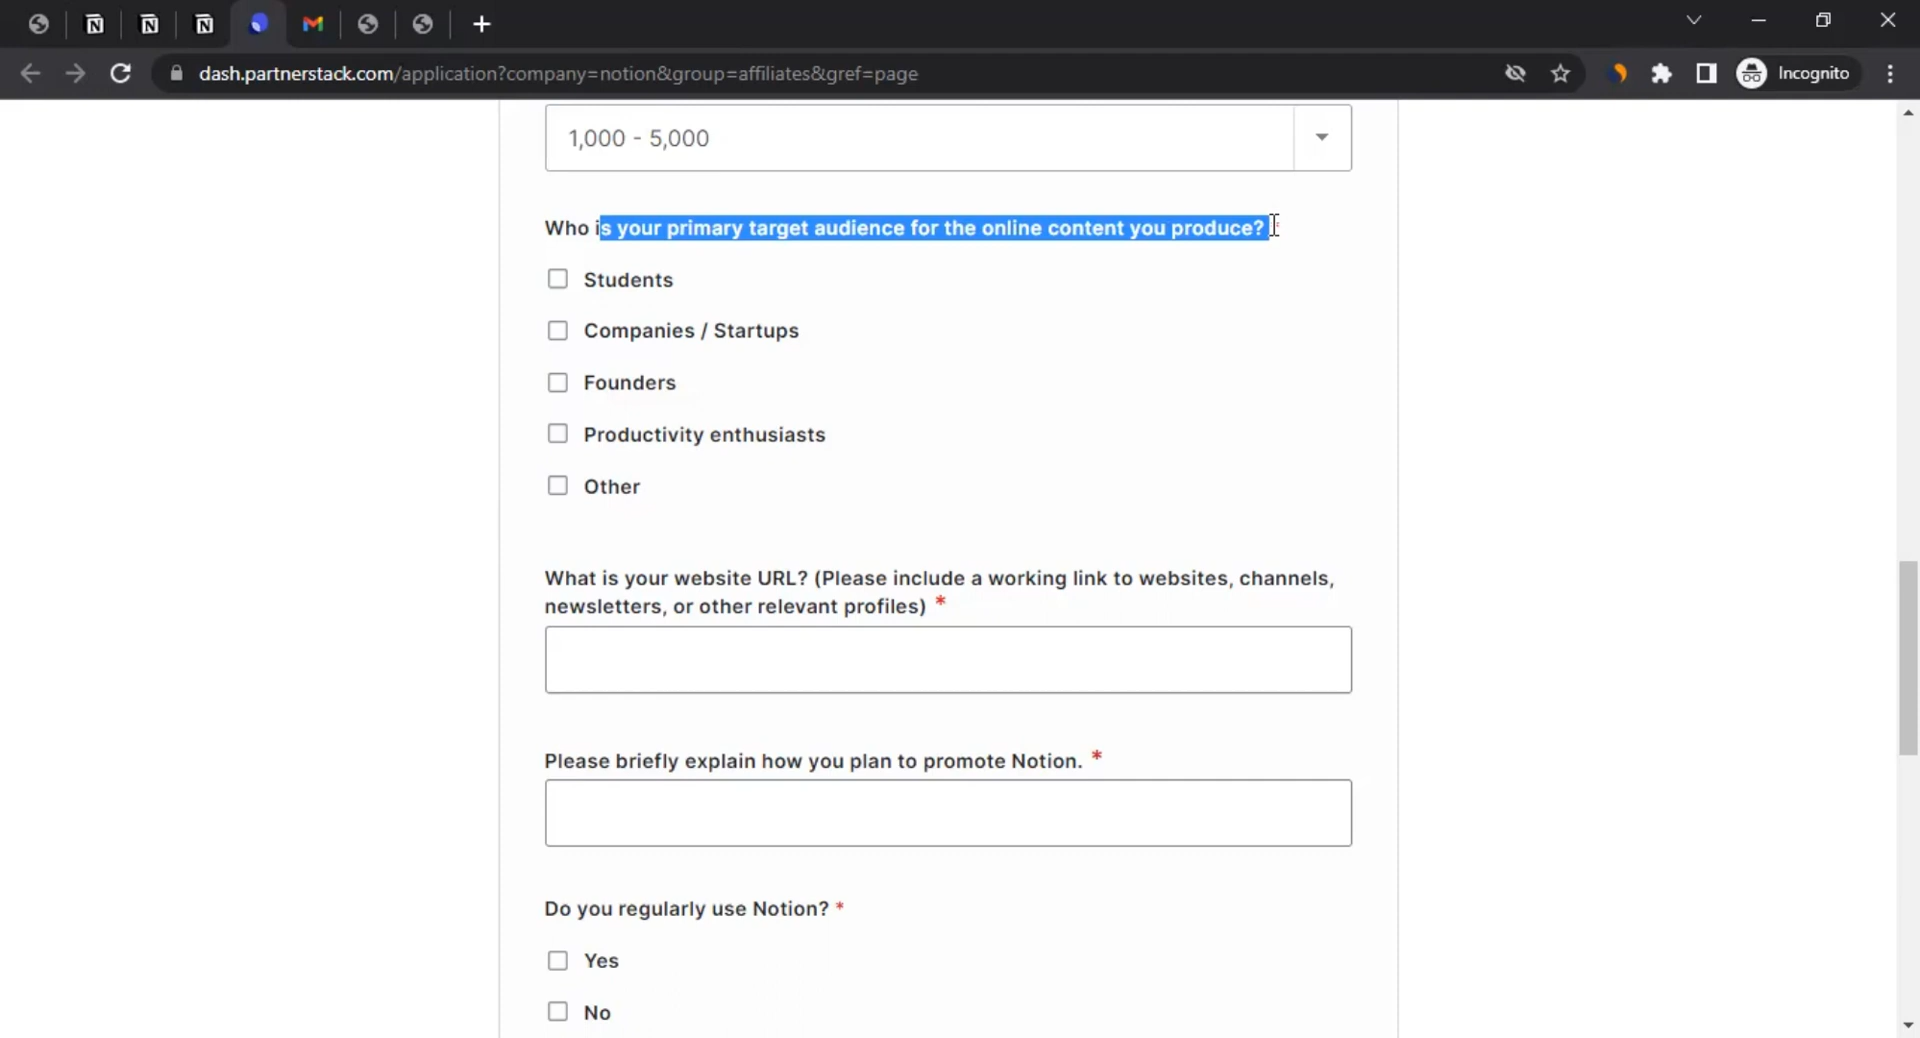 dash.partnerstack.com/application?company=notion&group=affiliates&gref=page
Incognito
1,000 - 5,000
Who is your primary target audience for the online content you produce?
Students
Companies / Startups
Founders
Productivity enthusiasts
Other
What is your website URL? (Please include a working link to websites, channels,
newsletters, or other relevant profiles) *
Please briefly explain how you plan to promote Notion. *
Do you regularly use Notion? *
Yes
No